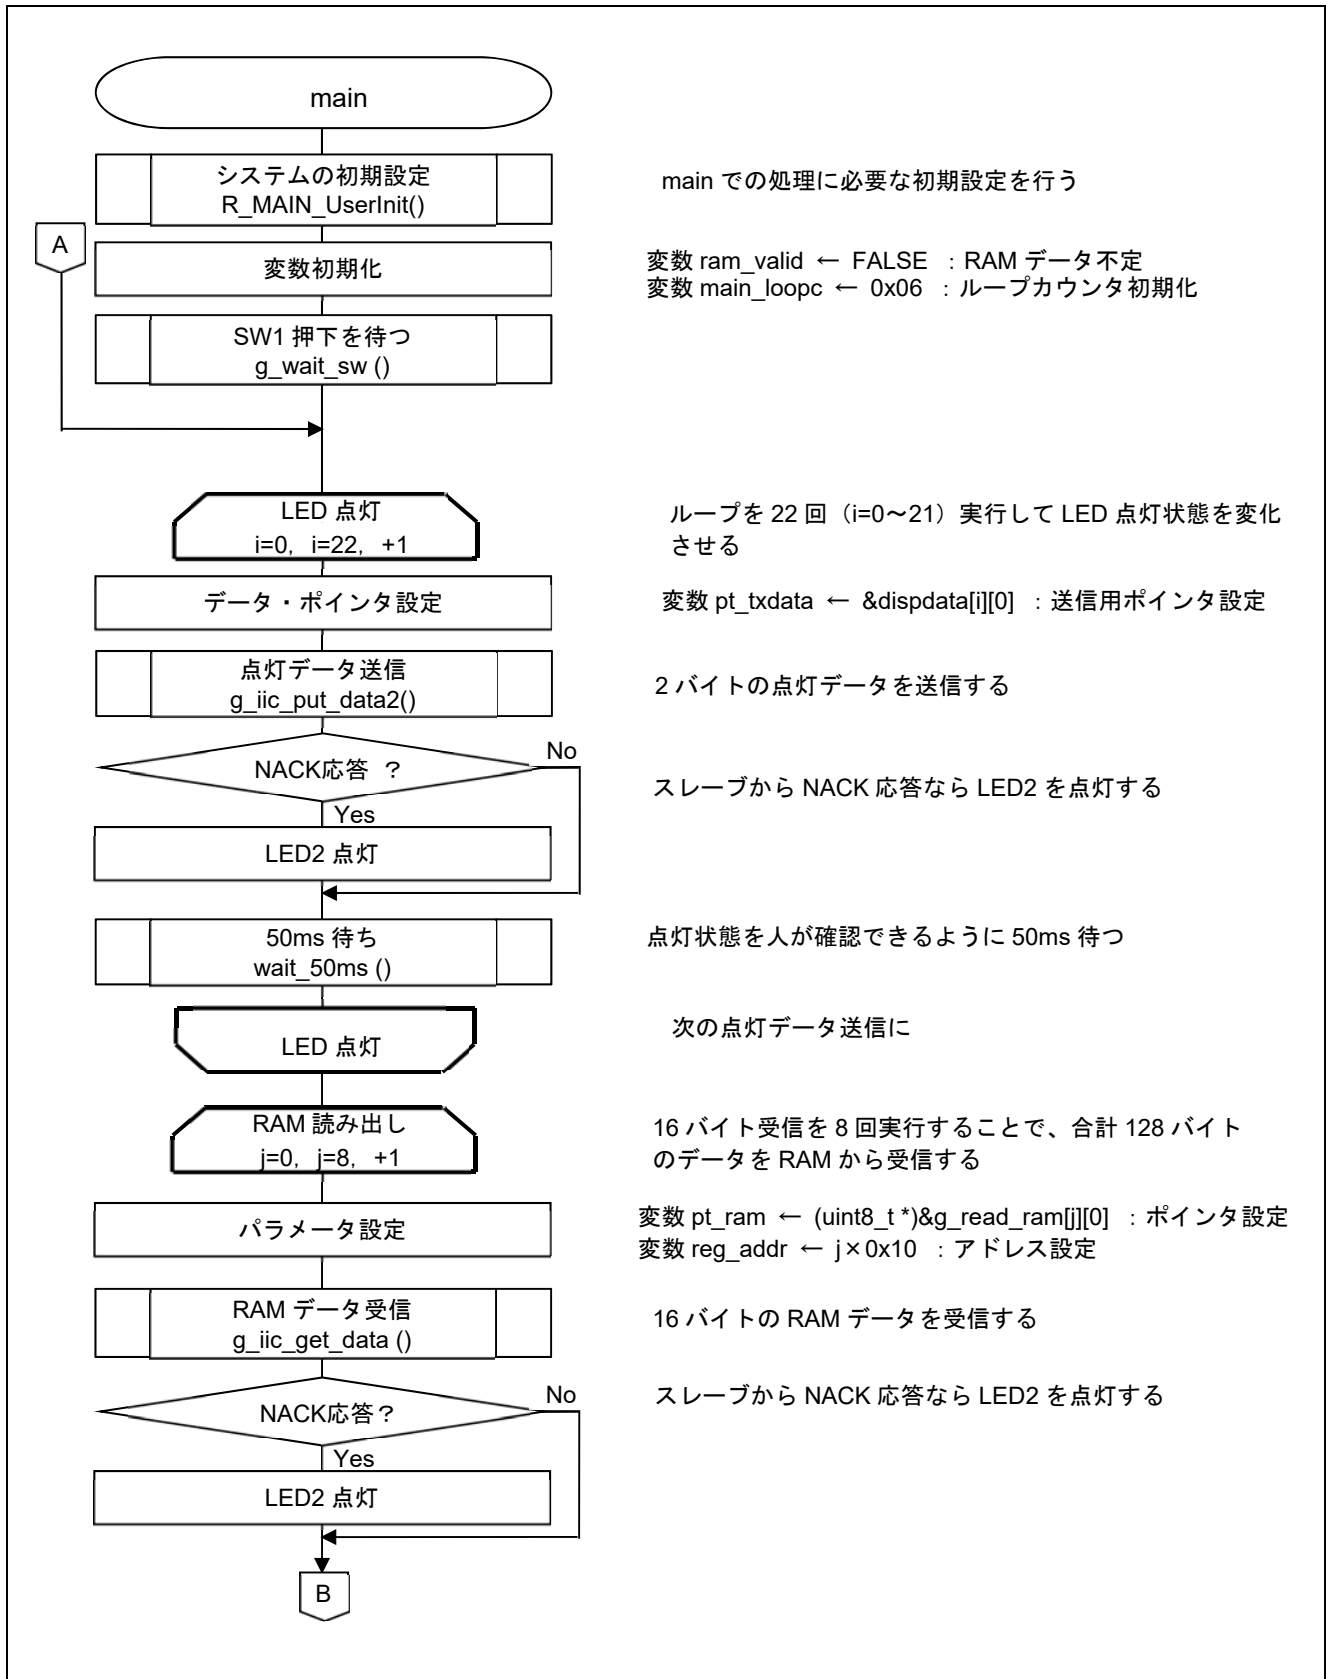 main
システムの初期設定
R_MAIN_UserInit()
main での処理に必要な初期設定を行う
A
変数初期化
変数 ram_valid ← FALSE ：RAM データ不定
変数 main_loopc ← 0x06 ：ループカウンタ初期化
SW1 押下を待つ
g_wait_sw ()
LED 点灯
i=0, i=22, +1
ループを 22 回（i=0～21）実行して LED 点灯状態を変化
させる
データ・ポインタ設定
変数 pt_txdata ← &dispdata[i][0] ：送信用ポインタ設定
点灯データ送信
g_iic_put_data2()
2 バイトの点灯データを送信する
NACK応答 ？
No
Yes
スレーブから NACK 応答なら LED2 を点灯する
LED2 点灯
50ms 待ち
wait_50ms ()
点灯状態を人が確認できるように 50ms 待つ
LED 点灯
次の点灯データ送信に
RAM 読み出し
j=0, j=8, +1
16 バイト受信を 8 回実行することで、合計 128 バイト
のデータを RAM から受信する
パラメータ設定
変数 pt_ram ← (uint8_t *)&g_read_ram[j][0] ：ポインタ設定
変数 reg_addr ← j×0x10 ：アドレス設定
RAM データ受信
g_iic_get_data ()
16 バイトの RAM データを受信する
NACK応答？
No
Yes
スレーブから NACK 応答なら LED2 を点灯する
LED2 点灯
B